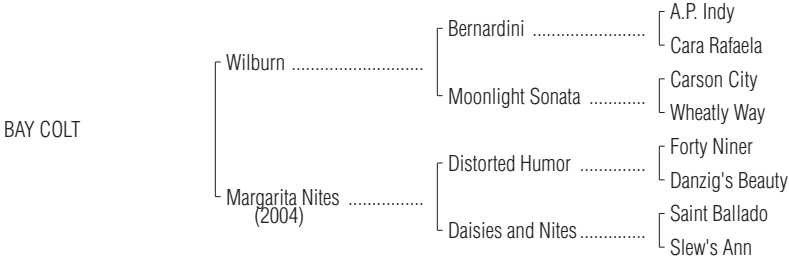 A.P. Indy
Bernardini ........................
Cara Rafaela
Wilburn ............................
Carson City
Moonlight Sonata ............
Wheatly Way
BAY COLT
Forty Niner
Distorted Humor ..............
Danzig's Beauty
Margarita Nites ................
(2004)
Saint Ballado
Daisies and Nites..............
Slew's Ann